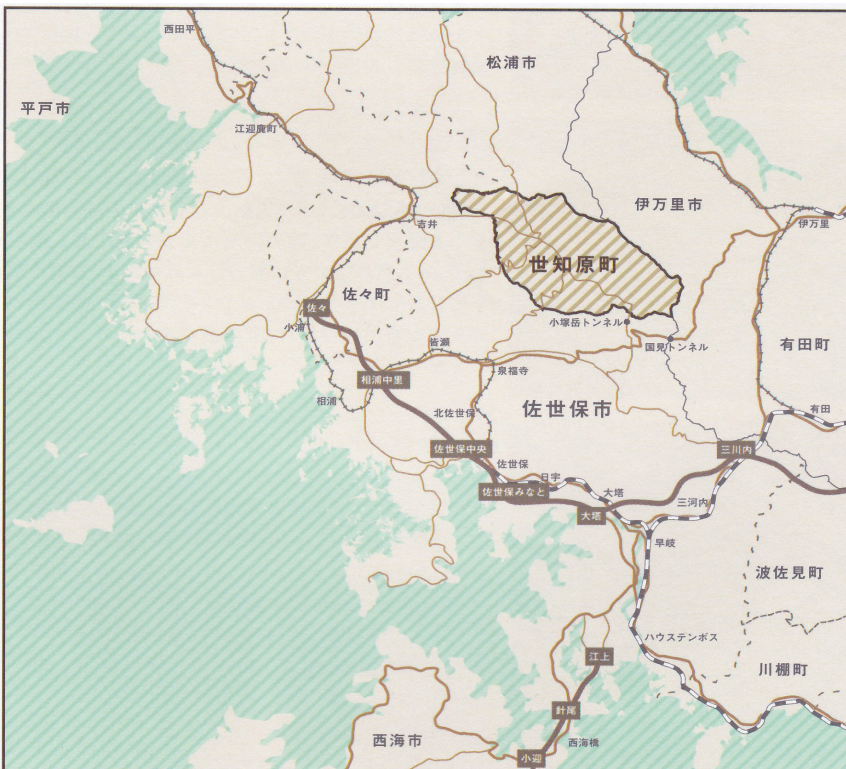 西田平
松浦市
平戸市
江迎鹿町
伊万里市
吉井
伊万里
世知原町
佐々町
佐々
小浦
小塚岳トンネル
国見トンネル
有田町
皆瀬
泉福寺
相浦中里
相浦
北佐世保
佐世保市
有田
佐世保中央
三川内
佐世保
日宇
佐世保みなと
大塔
三河内
大塔
早岐
波佐見町
ハウステンボス
江上
川棚町
針尾
西海市
西海橋
小迎